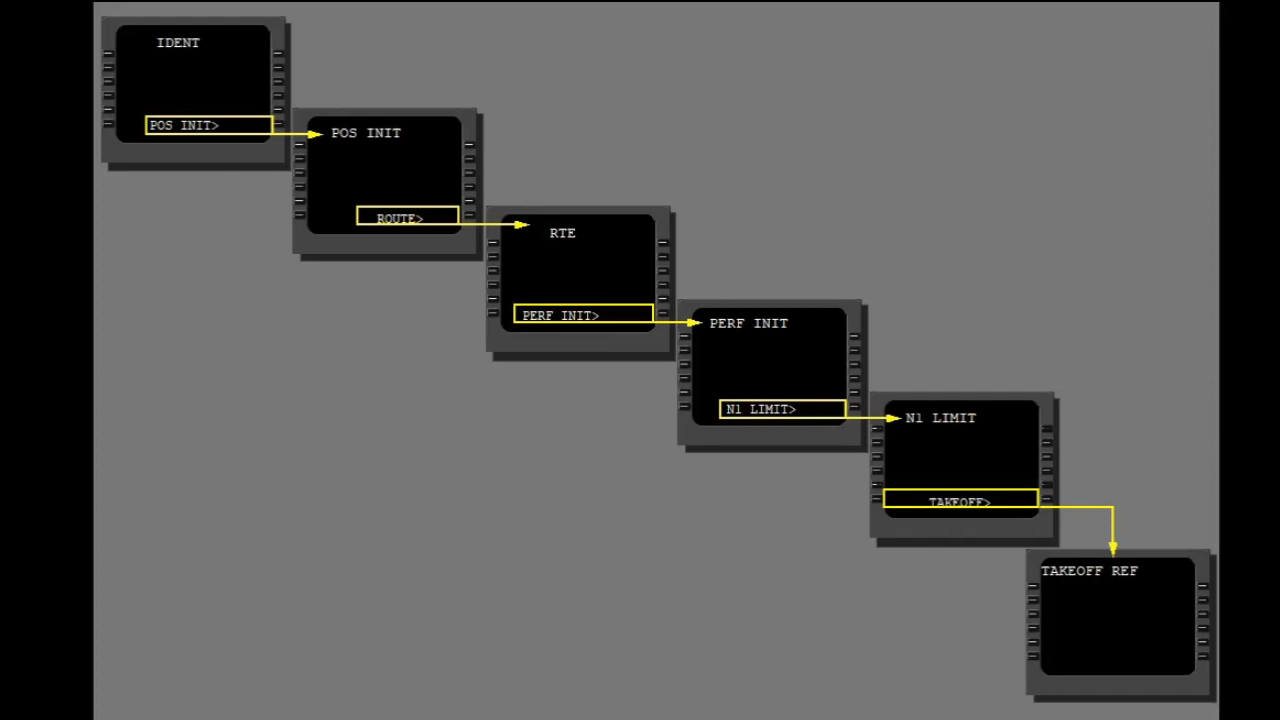 IDENT
POS INIT>
POS INIT
ROUTE>
RTE
PERF INIT>
PERF INIT
N1 LIMIT>
N1 LIMIT
TAKEOFF>
TAKEOFF REF